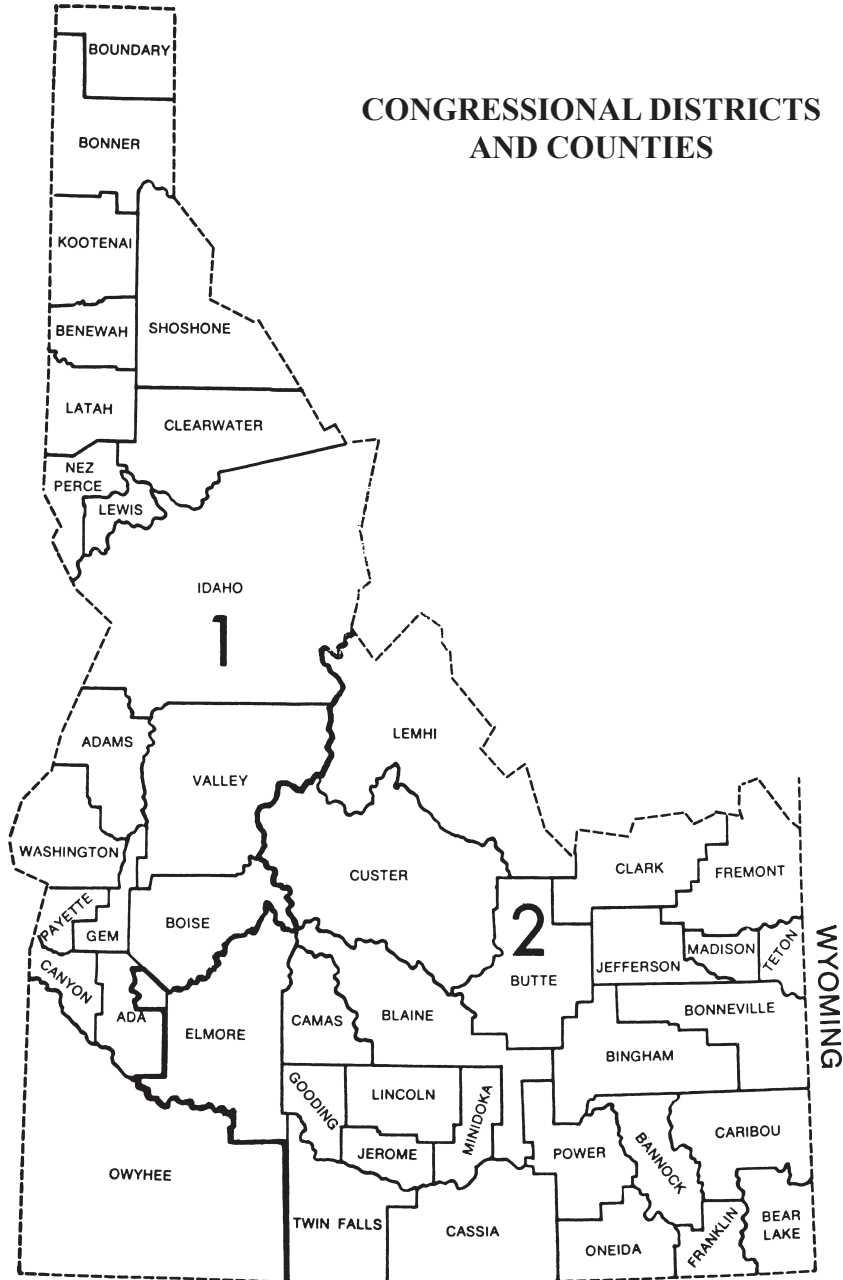 BOUNDARY
CONGRESSIONAL DISTRICTS
AND COUNTIES
BONNER
KOOTENAI
BENEWAH
SHOSHONE
LATAH
CLEARWATER
NEZ
PERCE
LEWIS
IDAHO
1
ADAMS
LEMHI
VALLEY
WASHINGTON
CUSTER
CLARK
FREMONT
PAYETTE
GEM
BOISE
2
BUTTE
JEFFERSON
MADISON
TETON
WYOMING
CANYON
ADA
ELMORE
CAMAS
BLAINE
BONNEVILLE
BINGHAM
GOODING
LINCOLN
MINIDOKA
JEROME
POWER
BANNOCK
CARIBOU
OWYHEE
TWIN FALLS
CASSIA
ONEIDA
FRANKLIN
BEAR
LAKE